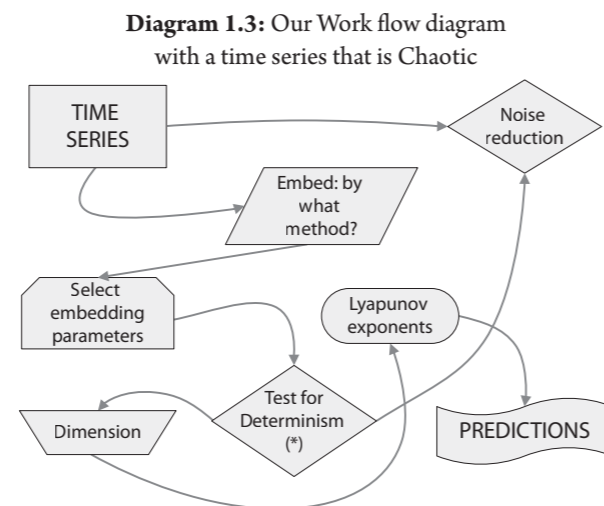 Diagram 1.3: Our Work flow diagram
with a time series that is Chaotic
TIME
SERIES
Noise
reduction
Embed: by
what
method?
Select
embedding
parameters
Lyapunov
exponents
Test for
Determinism
(*)
Dimension
PREDICTIONS